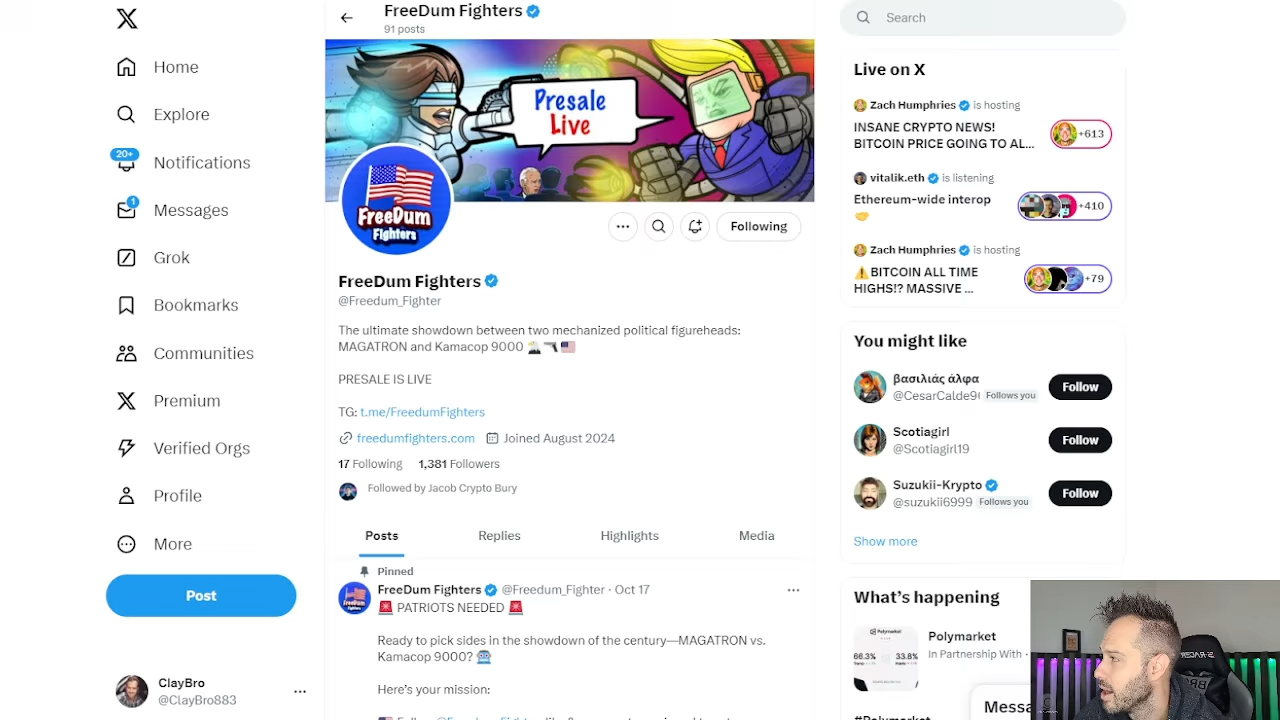 FreeDum Fighters
91 posts
Search
Home
Explore
20+
Notifications
1
Messages
Grok
Bookmarks
Communities
Premium
Verified Orgs
Profile
More
Post
ClayBro
@ClayBro883
Presale
Live
FreeDum
Fighters
Following
FreeDum Fighters
@Freedum_Fighter
The ultimate showdown between two mechanized political figureheads:
MAGATRON and Kamacop 9000
PRESALE IS LIVE
TG: t.me/FreedumFighters
freedumfighters.com Joined August 2024
17 Following 1,381 Followers
Followed by Jacob Crypto Bury
Posts Replies Highlights Media
Pinned
FreeDum Fighters @Freedum_Fighter · Oct 17
🚨 PATRIOTS NEEDED 🚨
Ready to pick sides in the showdown of the century—MAGATRON vs.
Kamacop 9000?
Here's your mission:
Live on X
Zach Humphries is hosting
INSANE CRYPTO NEWS!
BITCOIN PRICE GOING TO AL...
+613
vitalik.eth is listening
Ethereum-wide interop
+410
Zach Humphries is hosting
⚠️BITCOIN ALL TIME
HIGHS!? MASSIVE ...
+79
You might like
βασιλιάς άλφα
@CesarCalde9 Follows you
Follow
Scotiagirl
@Scotiagirl19
Follow
Suzukii-Krypto
@suzukii6999 Follows you
Follow
Show more
What's happening
Polymarket
66.3% 33.8%
Polymarket
In Partnership With ·
Messa